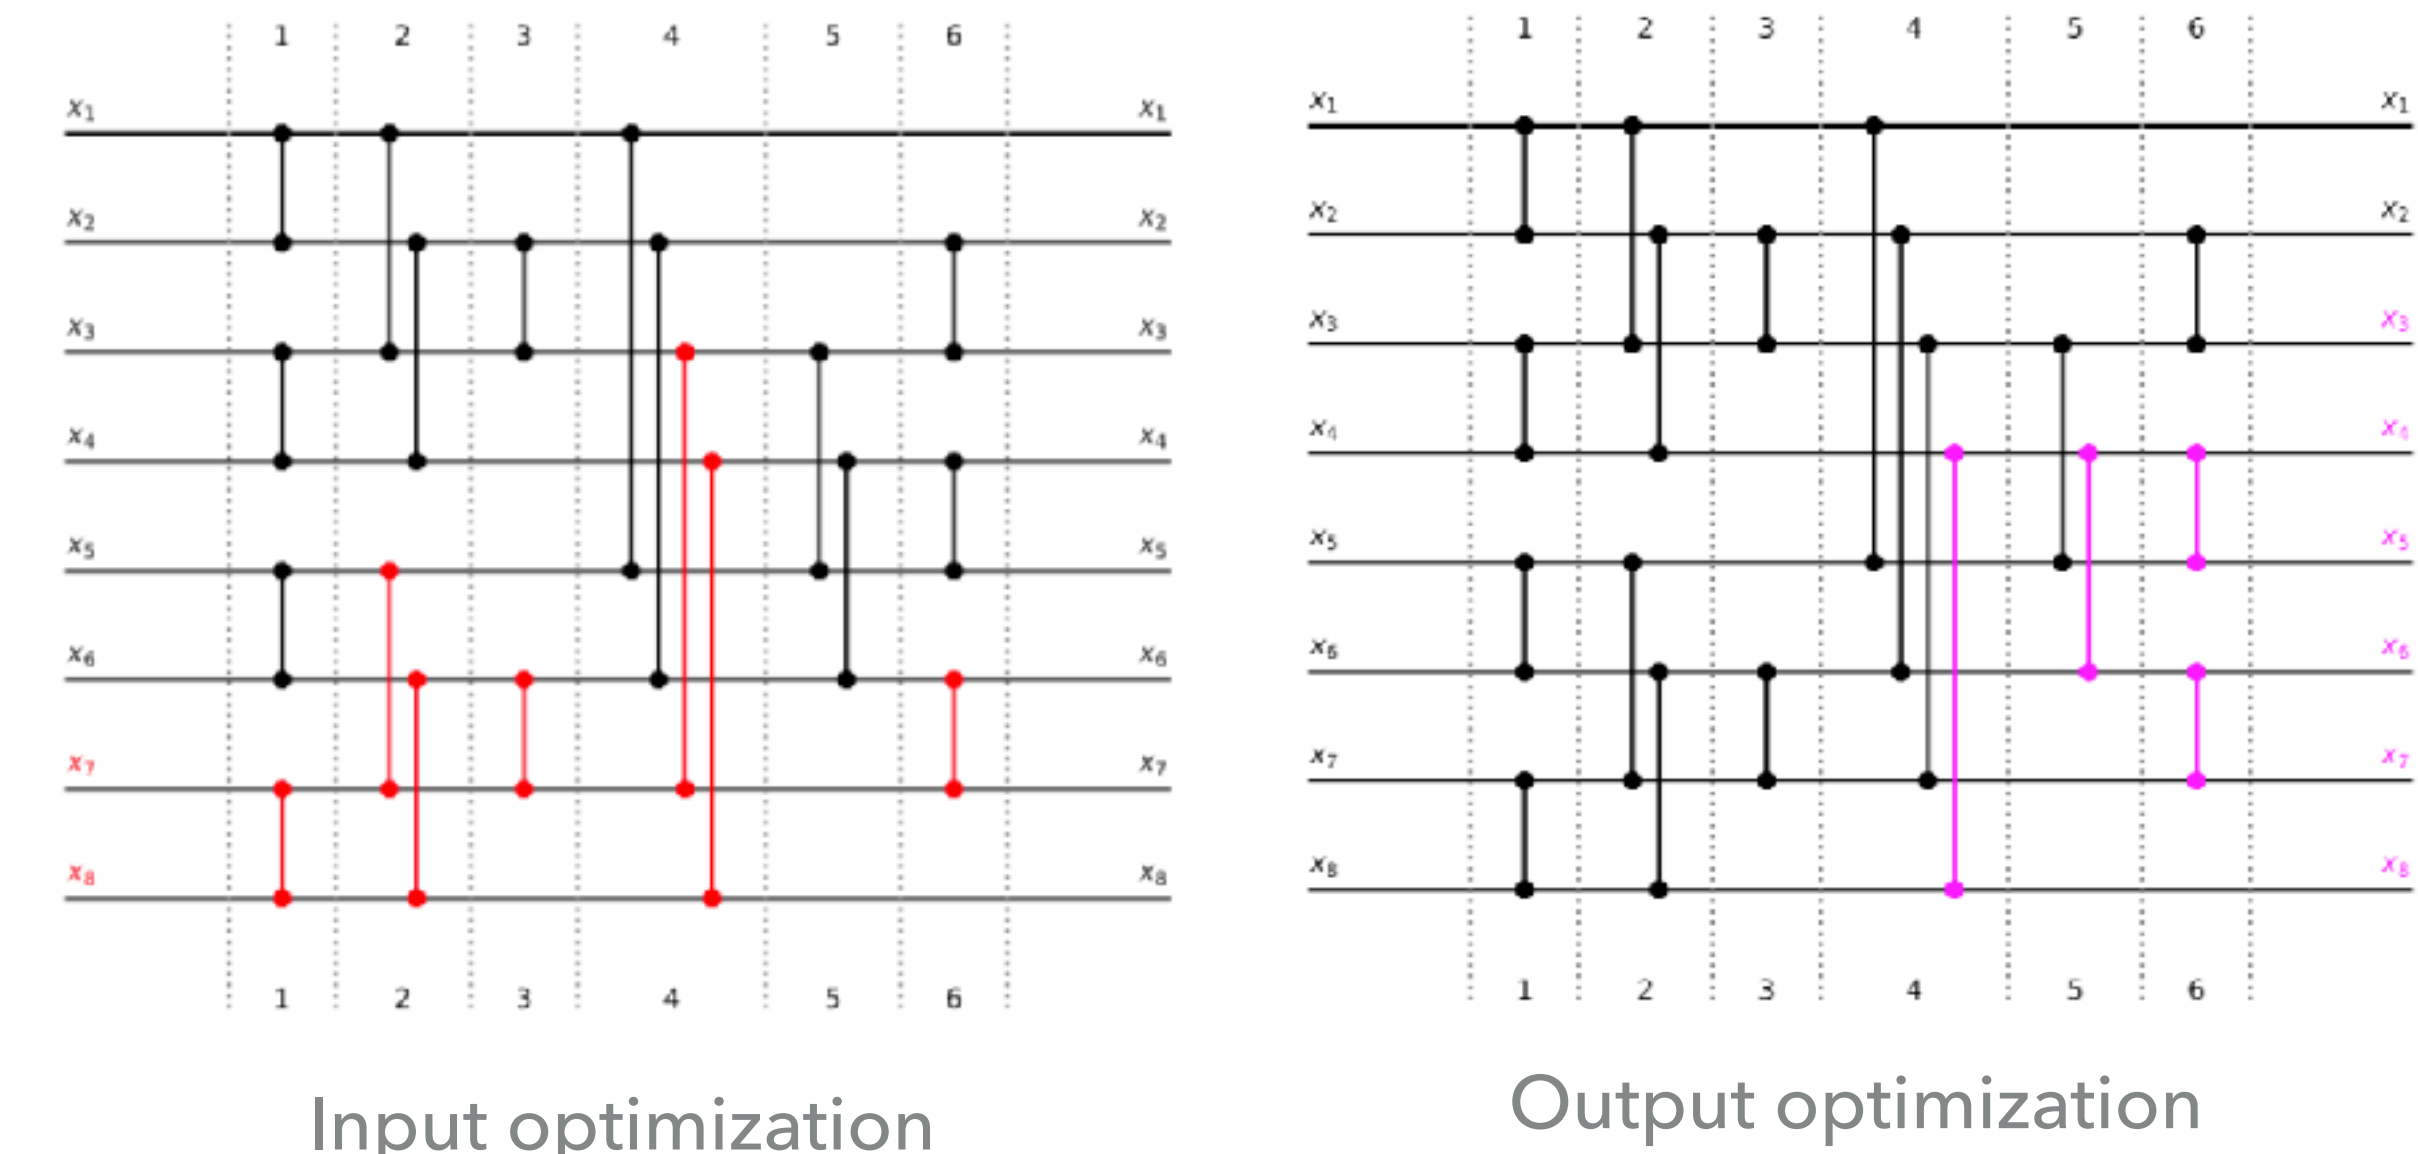 1 2 3 4 5 6
x₁ x₁
x₂ x₂
x₃ x₃
x₄ x₄
x₅ x₅
x₆ x₆
x₇ x₇
x₈ x₈
1 2 3 4 5 6
Input optimization
1 2 3 4 5 6
x₁ x₁
x₂ x₂
x₃ x₃
x₄ x₄
x₅ x₅
x₆ x₆
x₇ x₇
x₈ x₈
1 2 3 4 5 6
Output optimization